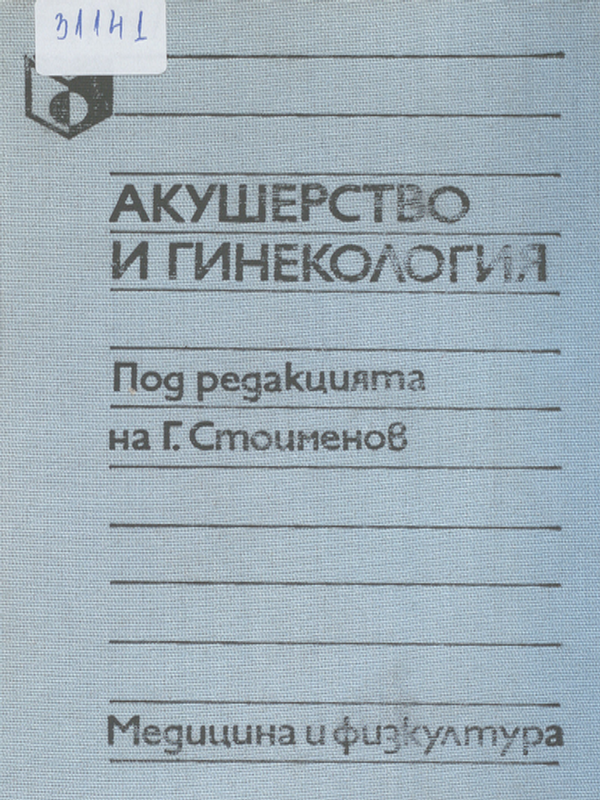 31141
АКУШЕРСТВО
И ГИНЕКОЛОГИЯ
Под редакцията
на Г. Стоименов
Медицина и физкултура